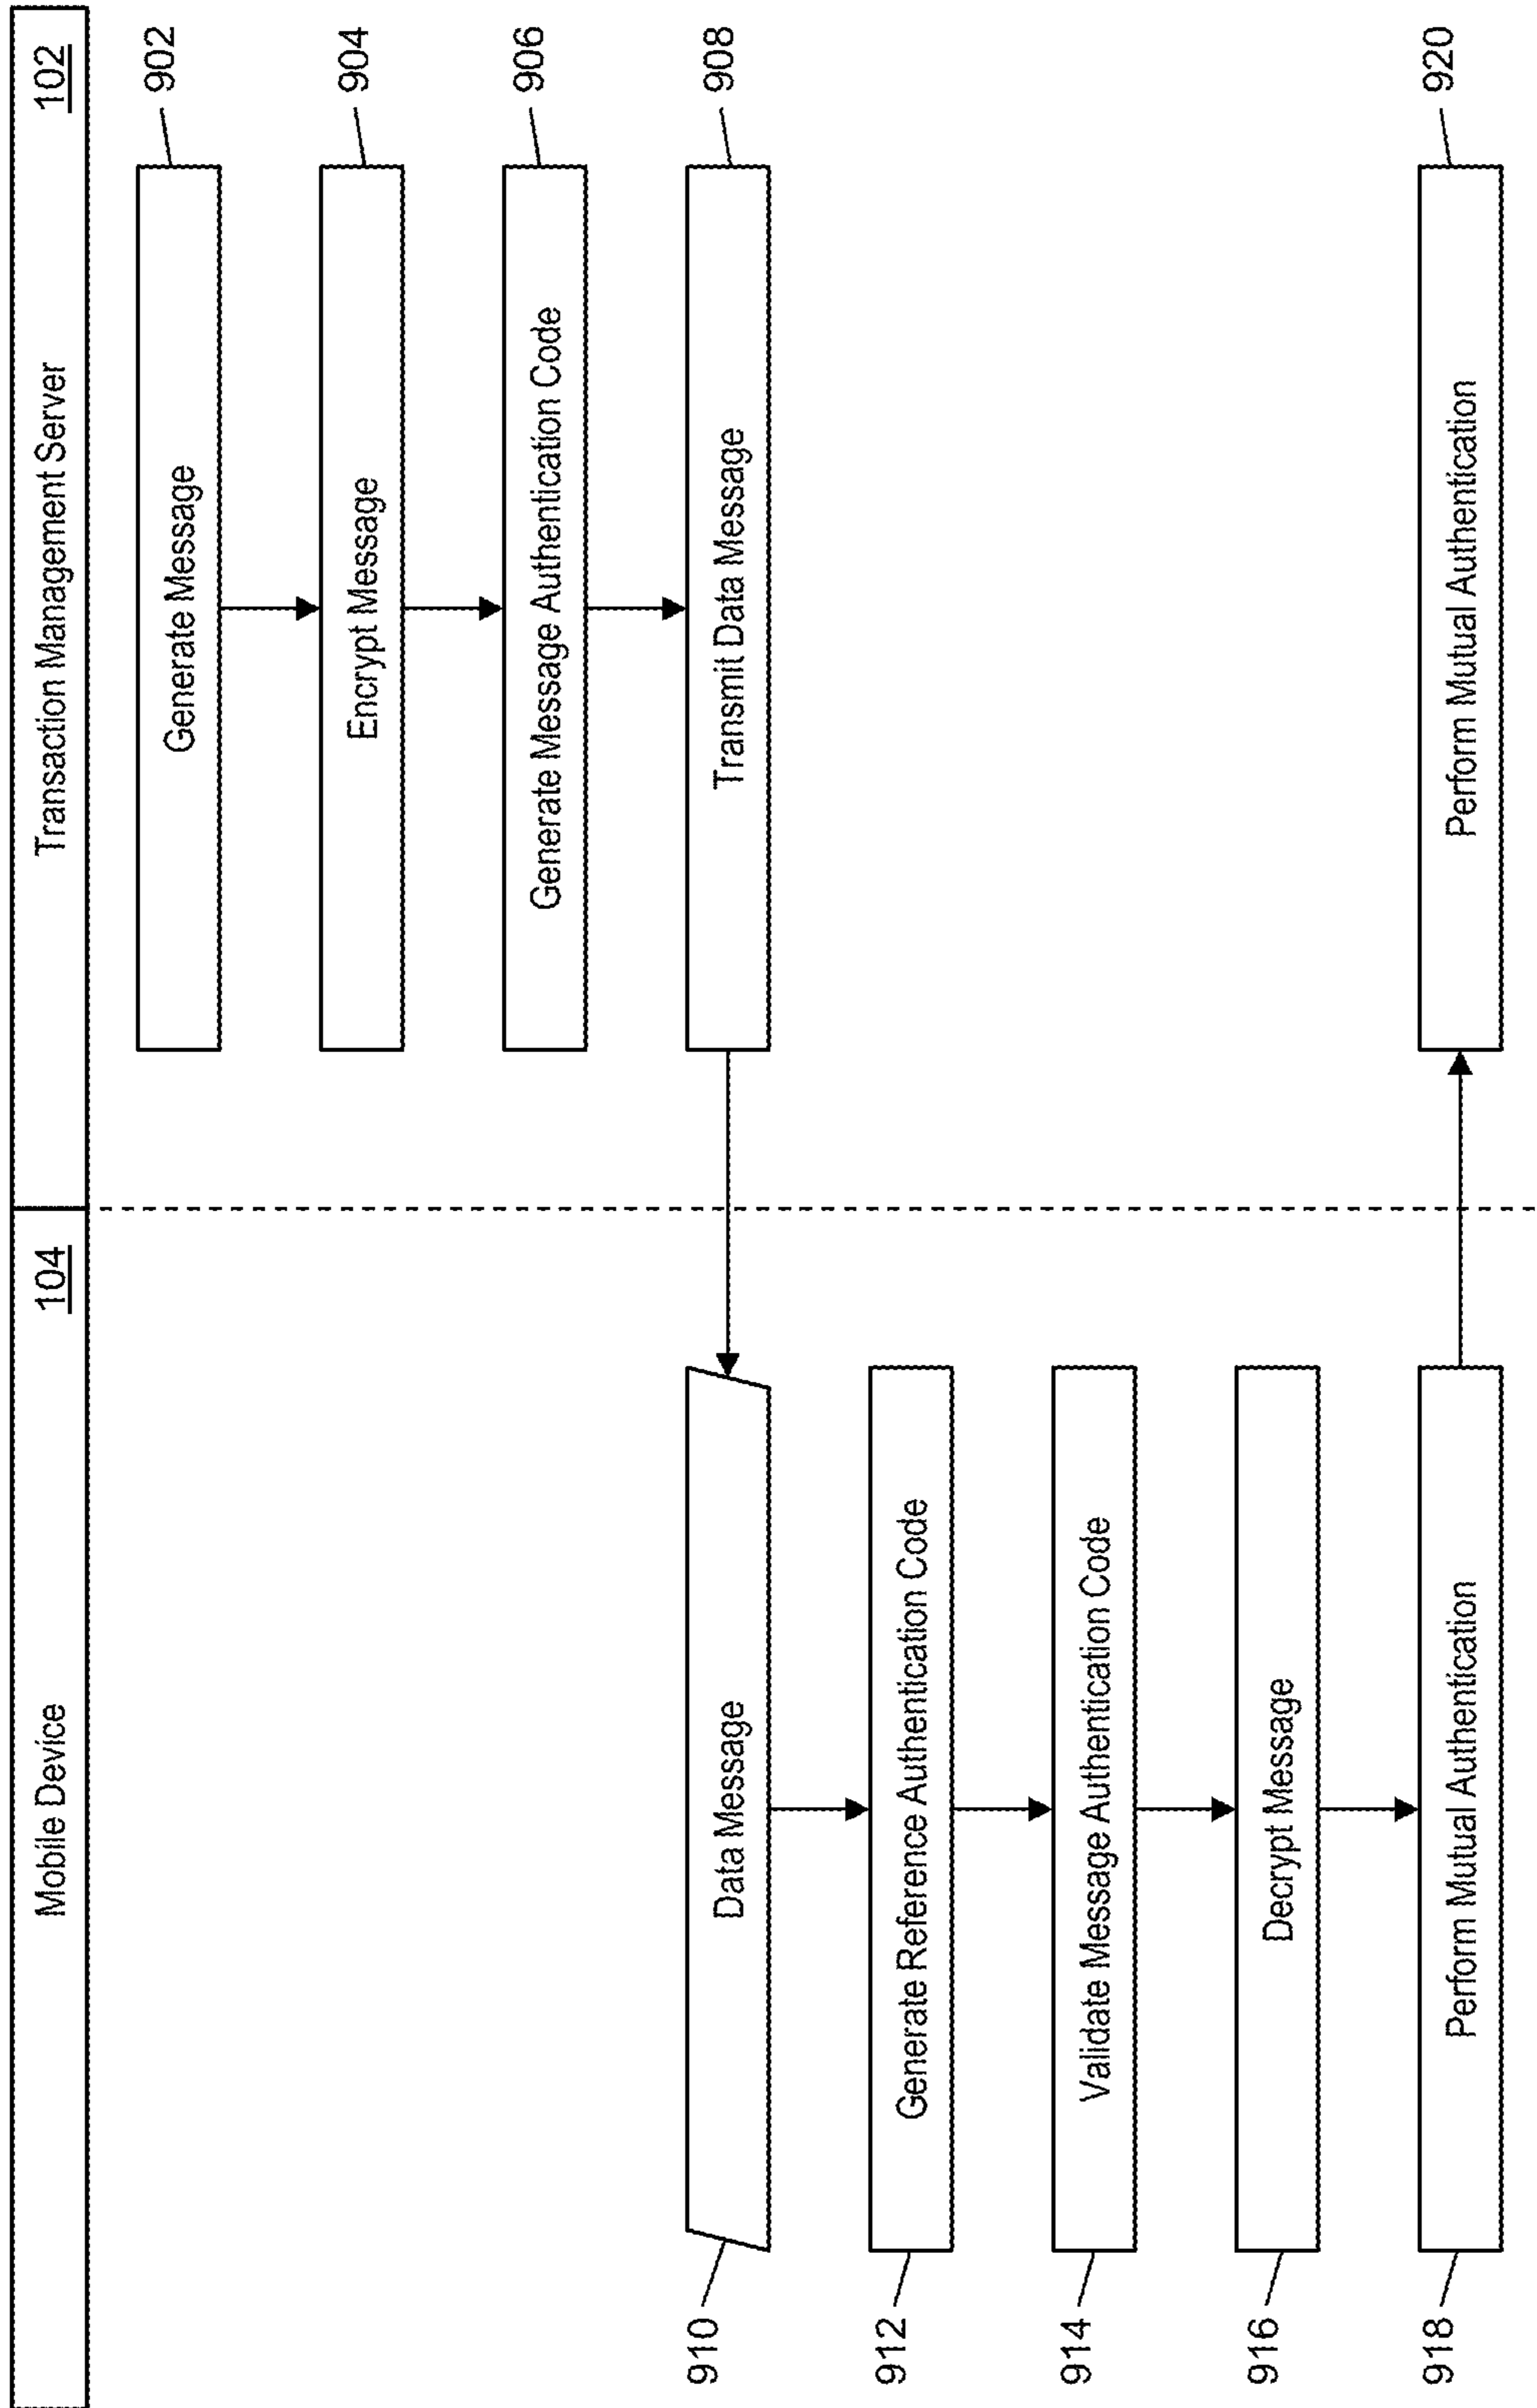 Mobile Device 104
Transaction Management Server 102
Generate Message 902
Encrypt Message 904
Generate Message Authentication Code 906
910 Data Message
Transmit Data Message 908
912 Generate Reference Authentication Code
914 Validate Message Authentication Code
916 Decrypt Message
918 Perform Mutual Authentication
Perform Mutual Authentication 920